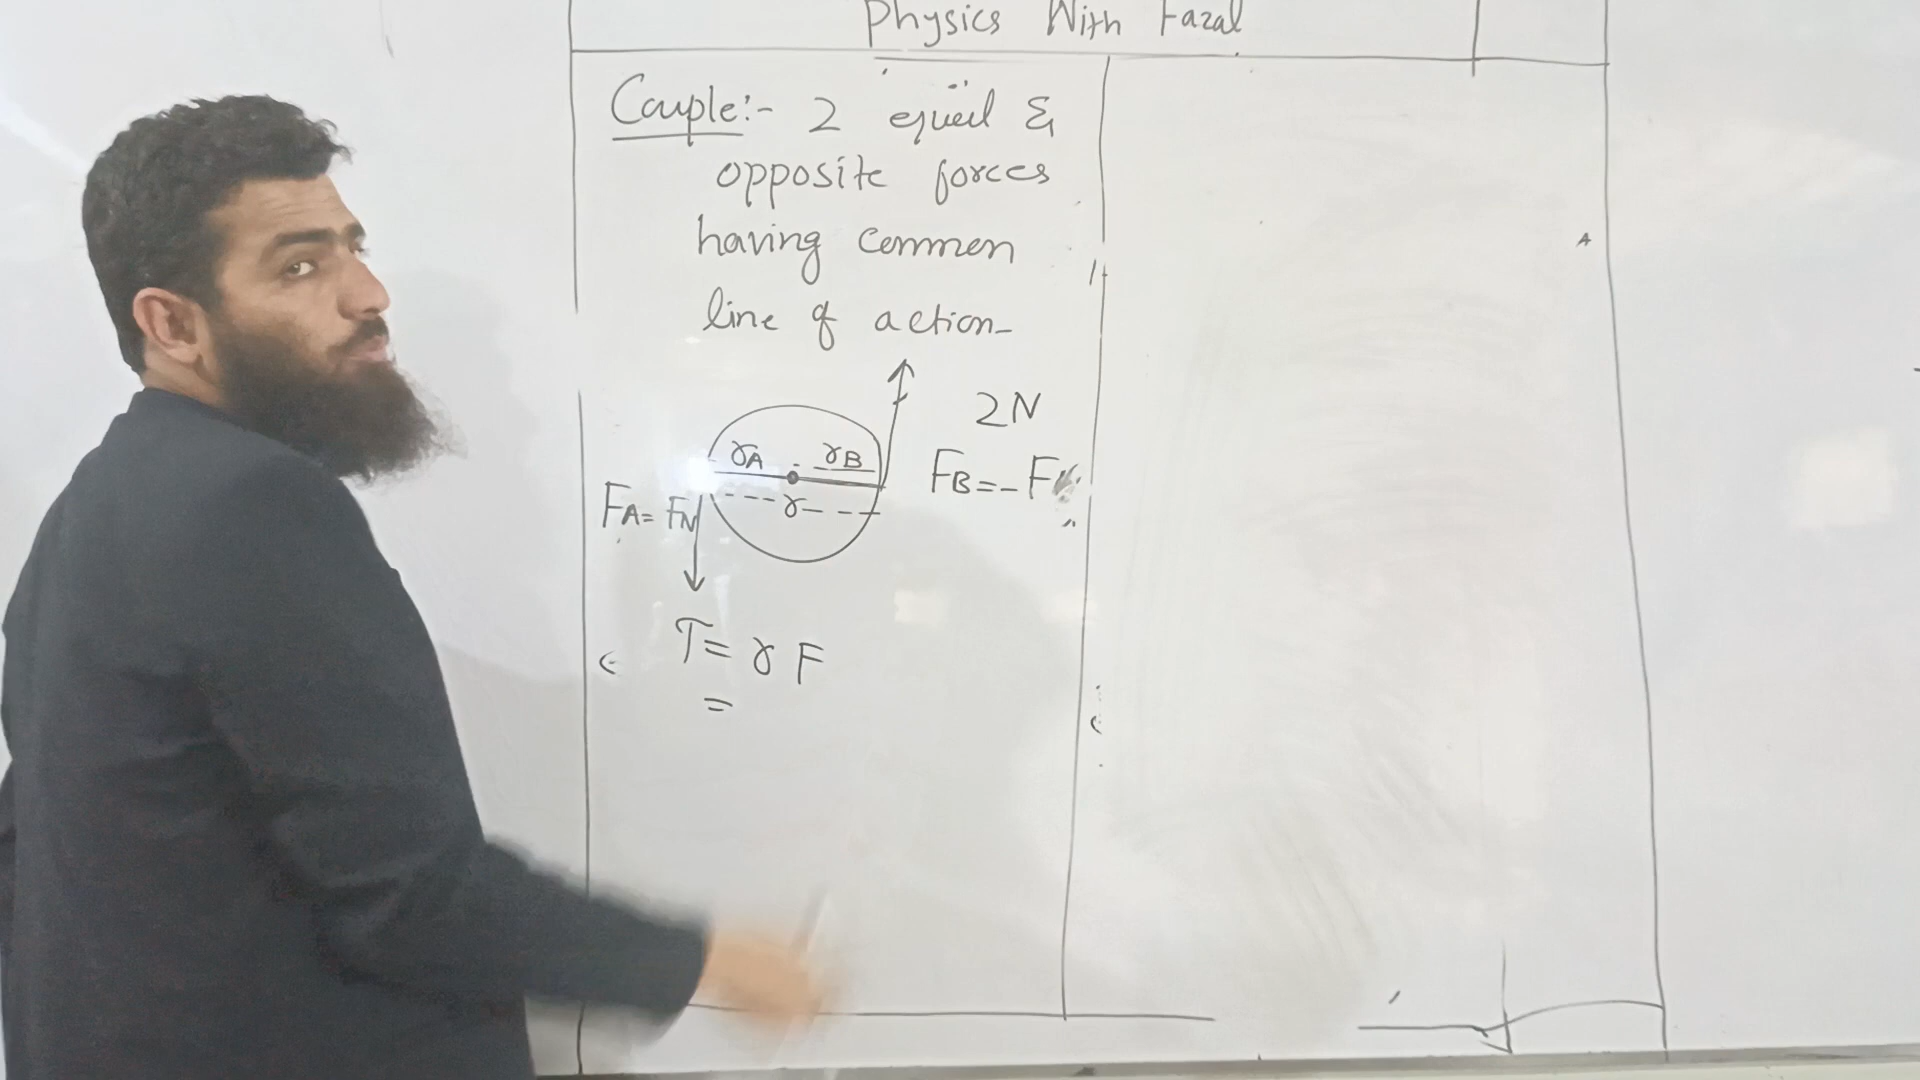 Physics With Fazal
Couple:- 2 equal &
opposite forces
having common
line of action-
2N
rA rB
FB=-F
r
FA= FN
T= r F
=